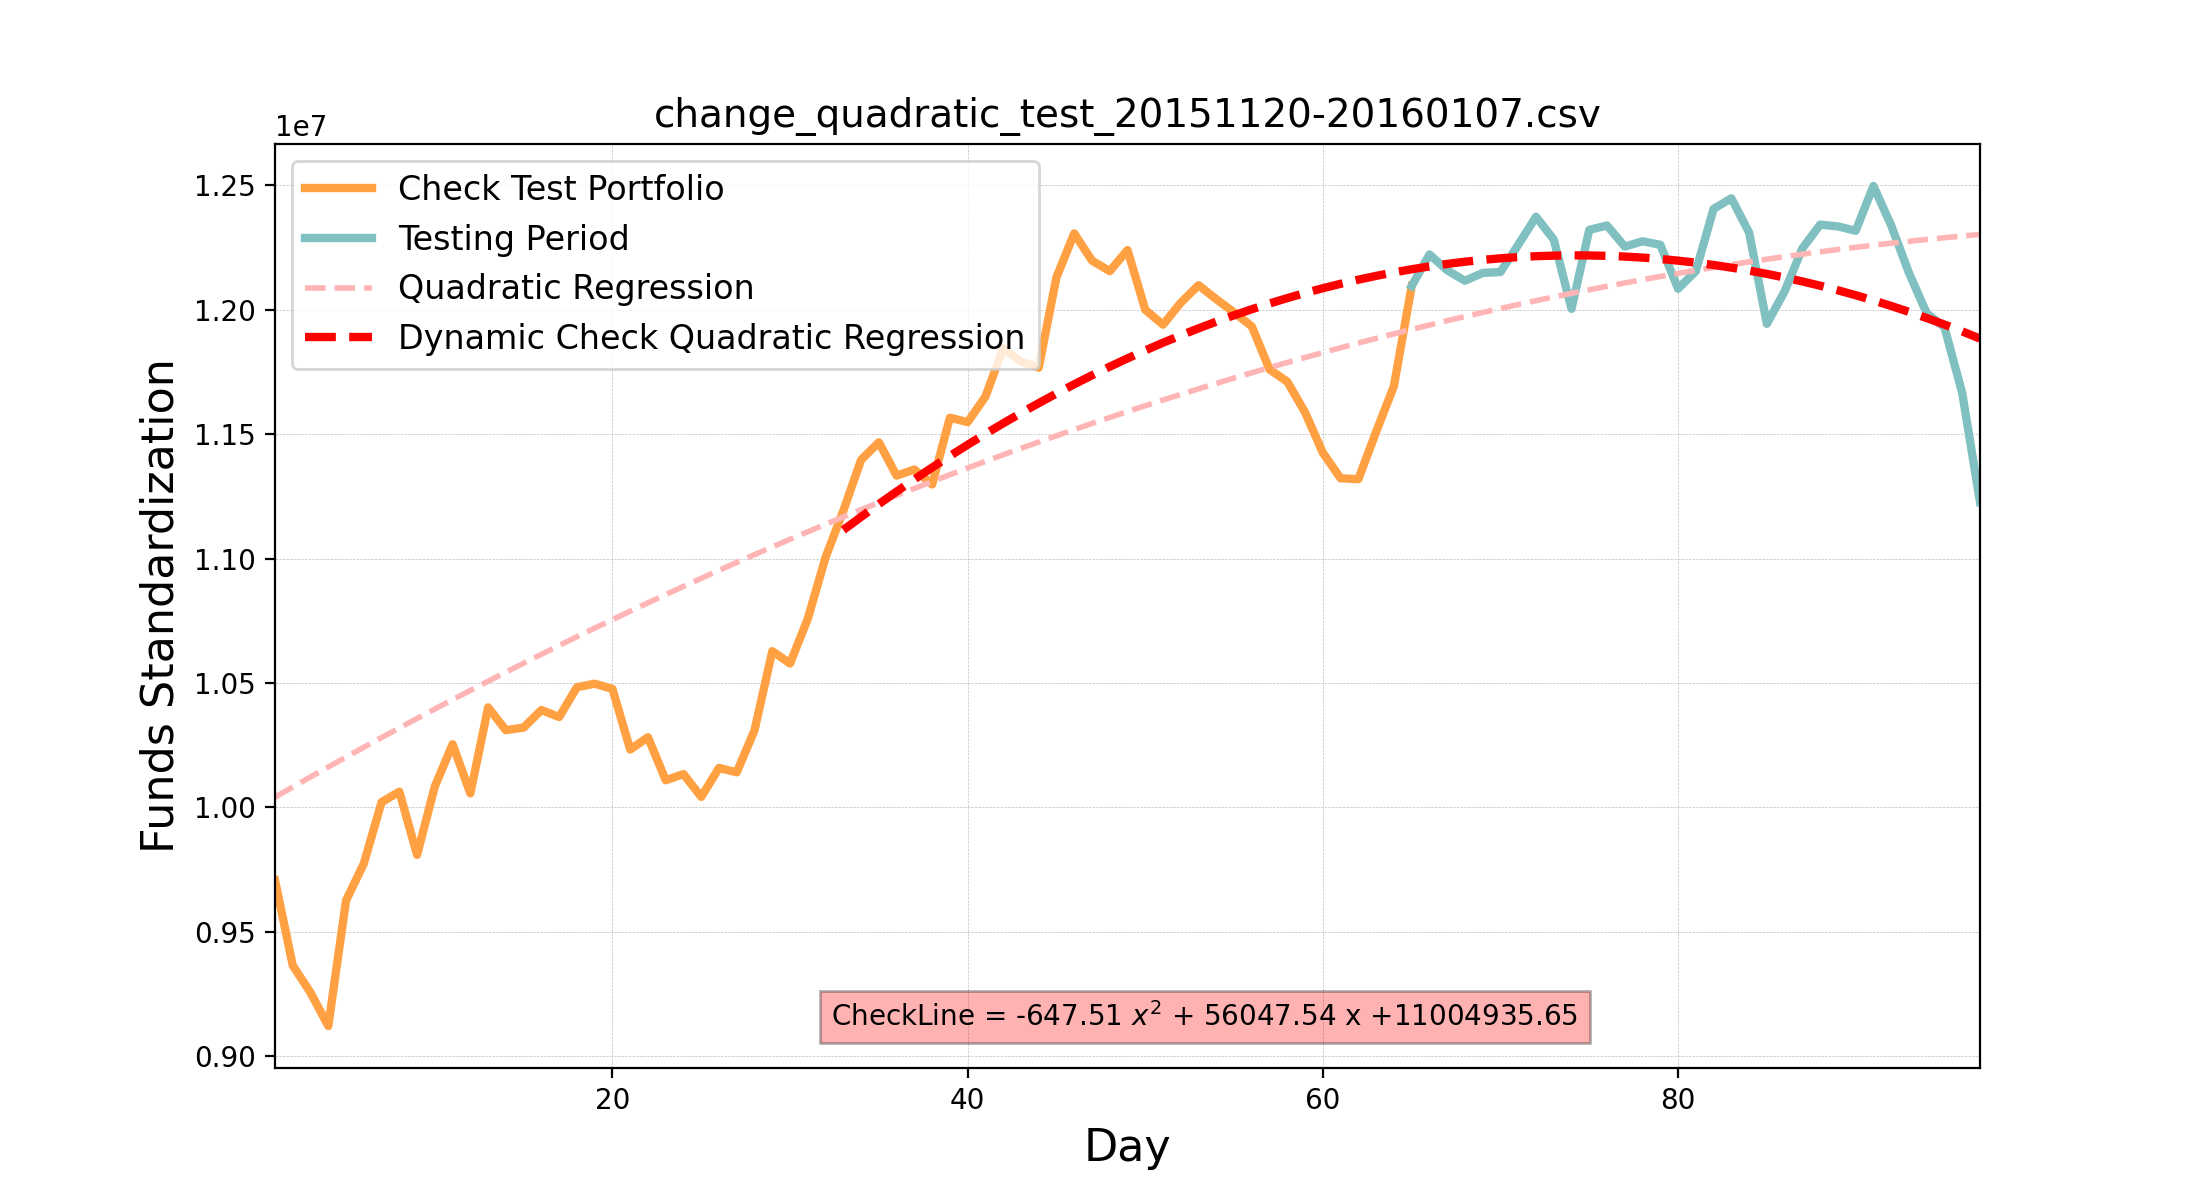 change_quadratic_test_20151120-20160107.csv
1e7
Check Test Portfolio
Testing Period
Quadratic Regression
Dynamic Check Quadratic Regression
1.25
1.20
1.15
1.10
1.05
1.00
0.95
0.90
Funds Standardization
CheckLine = -647.51 x² + 56047.54 x +11004935.65
20 40 60 80
Day